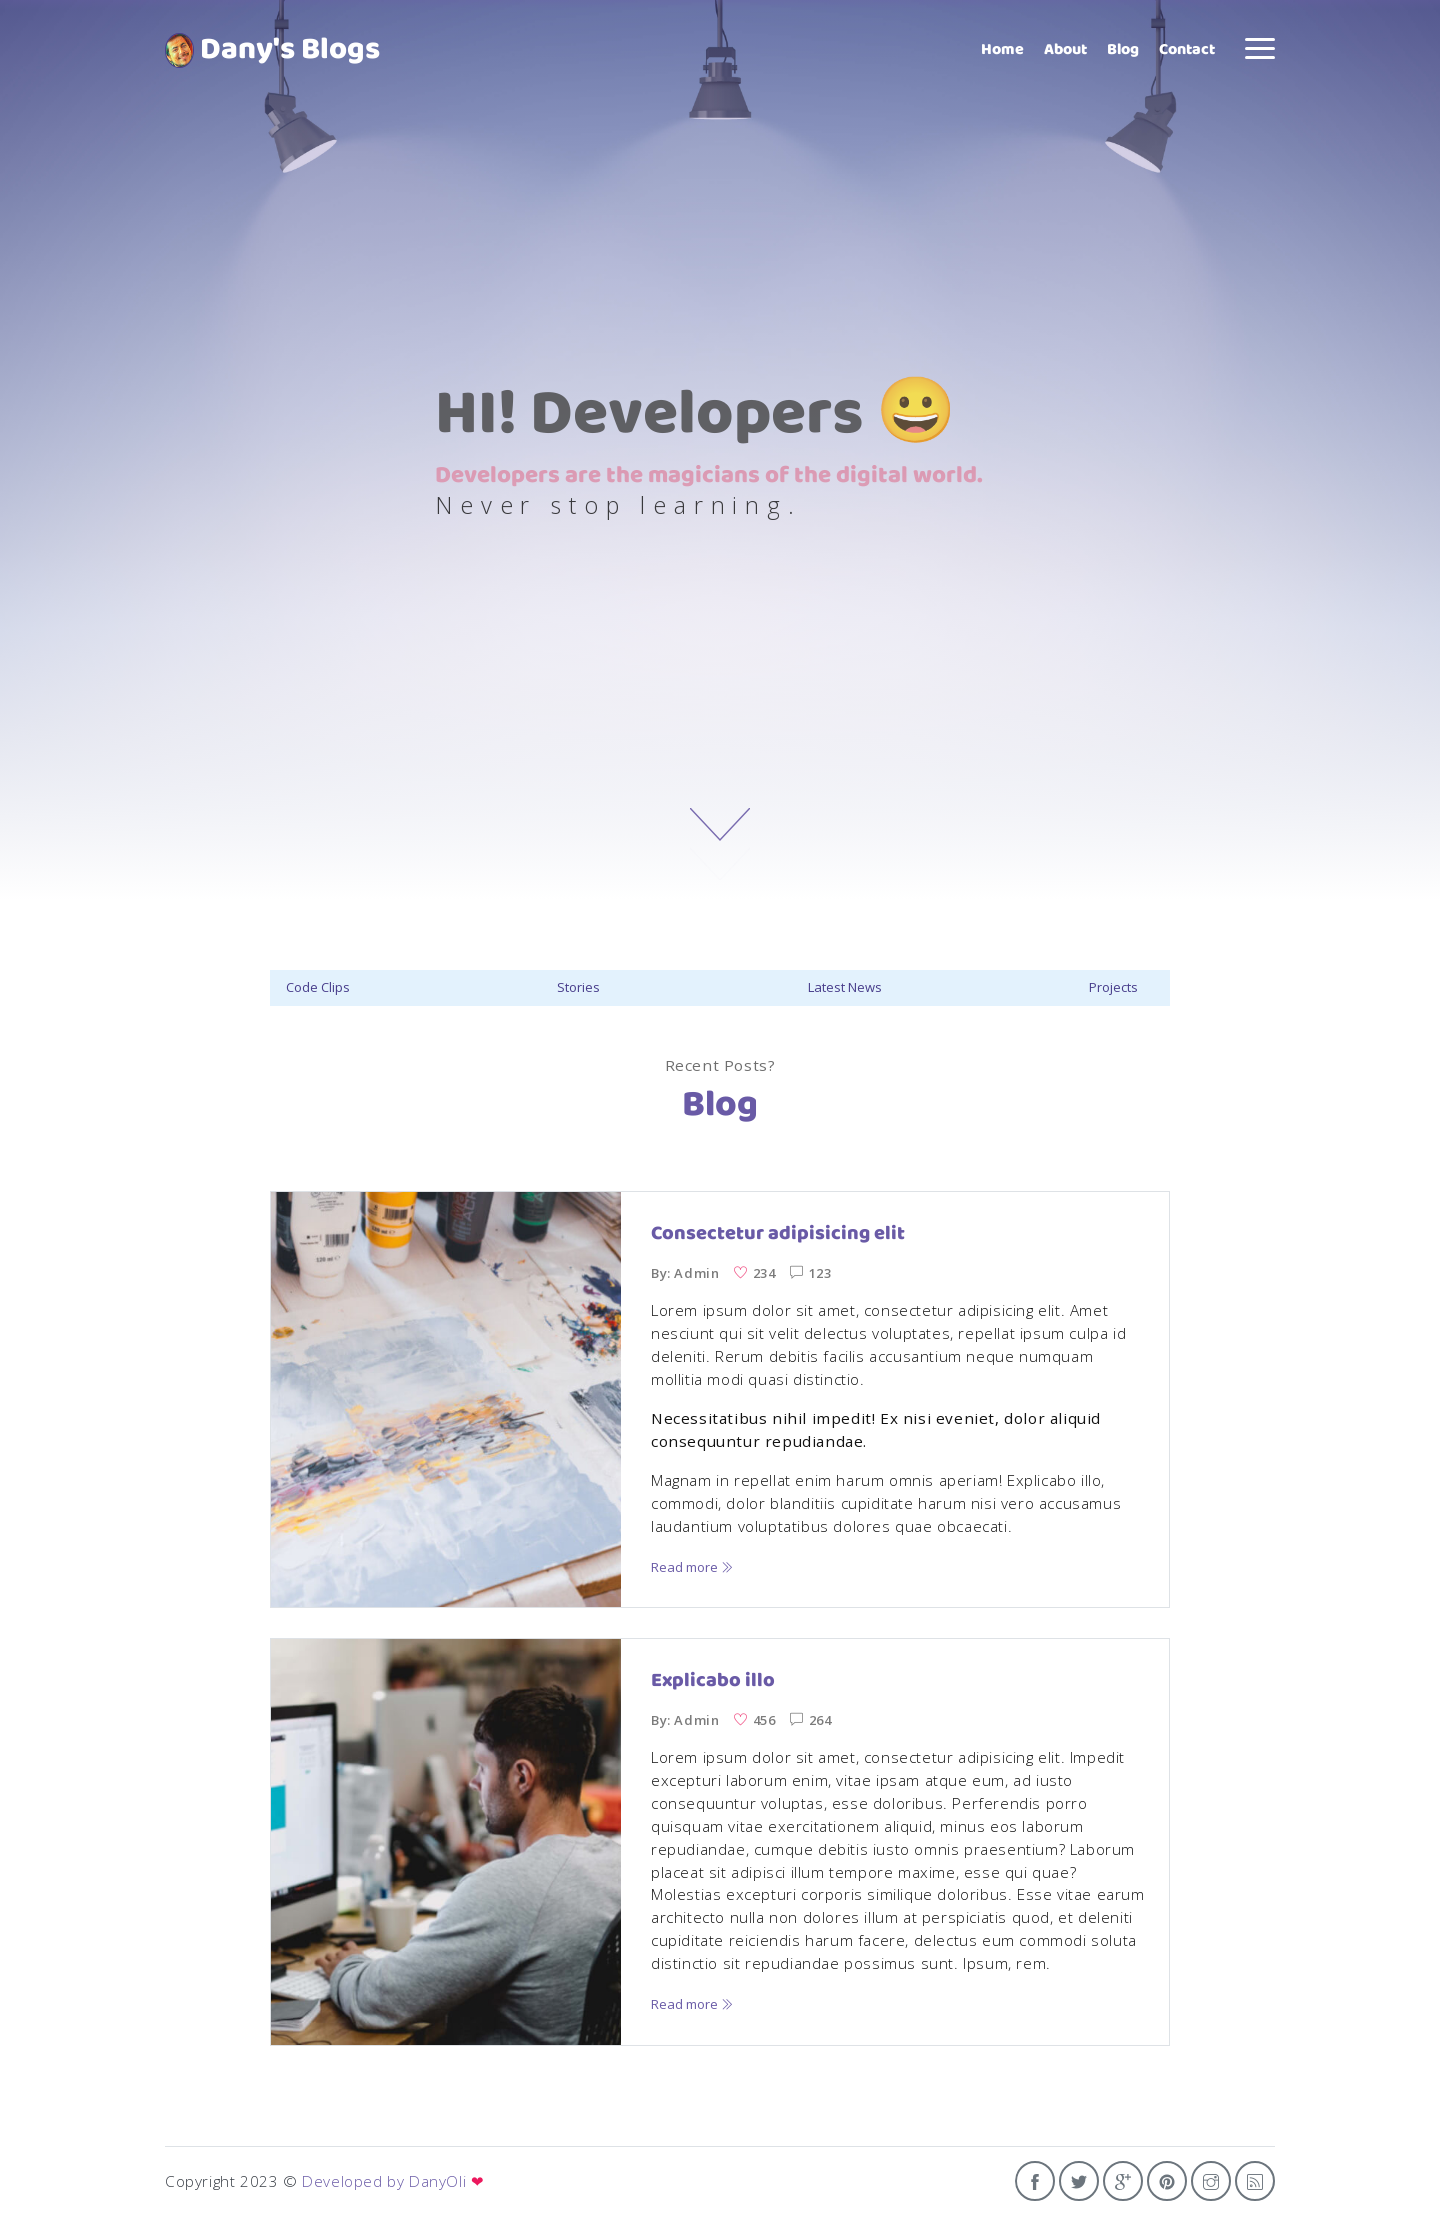 Dany's Blogs
Home About Blog Contact
HI! Developers 😀
Developers are the magicians of the digital world.
Never stop learning.
Code Clips Stories Latest News Projects
Recent Posts?
Blog
Consectetur adipisicing elit
By: Admin 234 123
Lorem ipsum dolor sit amet, consectetur adipisicing elit. Amet
nesciunt qui sit velit delectus voluptates, repellat ipsum culpa id
deleniti. Rerum debitis facilis accusantium neque numquam
mollitia modi quasi distinctio.
Necessitatibus nihil impedit! Ex nisi eveniet, dolor aliquid
consequuntur repudiandae.
Magnam in repellat enim harum omnis aperiam! Explicabo illo,
commodi, dolor blanditiis cupiditate harum nisi vero accusamus
laudantium voluptatibus dolores quae obcaecati.
Read more
Explicabo illo
By: Admin 456 264
Lorem ipsum dolor sit amet, consectetur adipisicing elit. Impedit
excepturi laborum enim, vitae ipsam atque eum, ad iusto
consequuntur voluptas, esse doloribus. Perferendis porro
quisquam vitae exercitationem aliquid, minus eos laborum
repudiandae, cumque debitis iusto omnis praesentium? Laborum
placeat sit adipisci illum tempore maxime, esse qui quae?
Molestias excepturi corporis similique doloribus. Esse vitae earum
architecto nulla non dolores illum at perspiciatis quod, et deleniti
cupiditate reiciendis harum facere, delectus eum commodi soluta
distinctio sit repudiandae possimus sunt. Ipsum, rem.
Read more
Copyright 2023 © Developed by DanyOli ❤